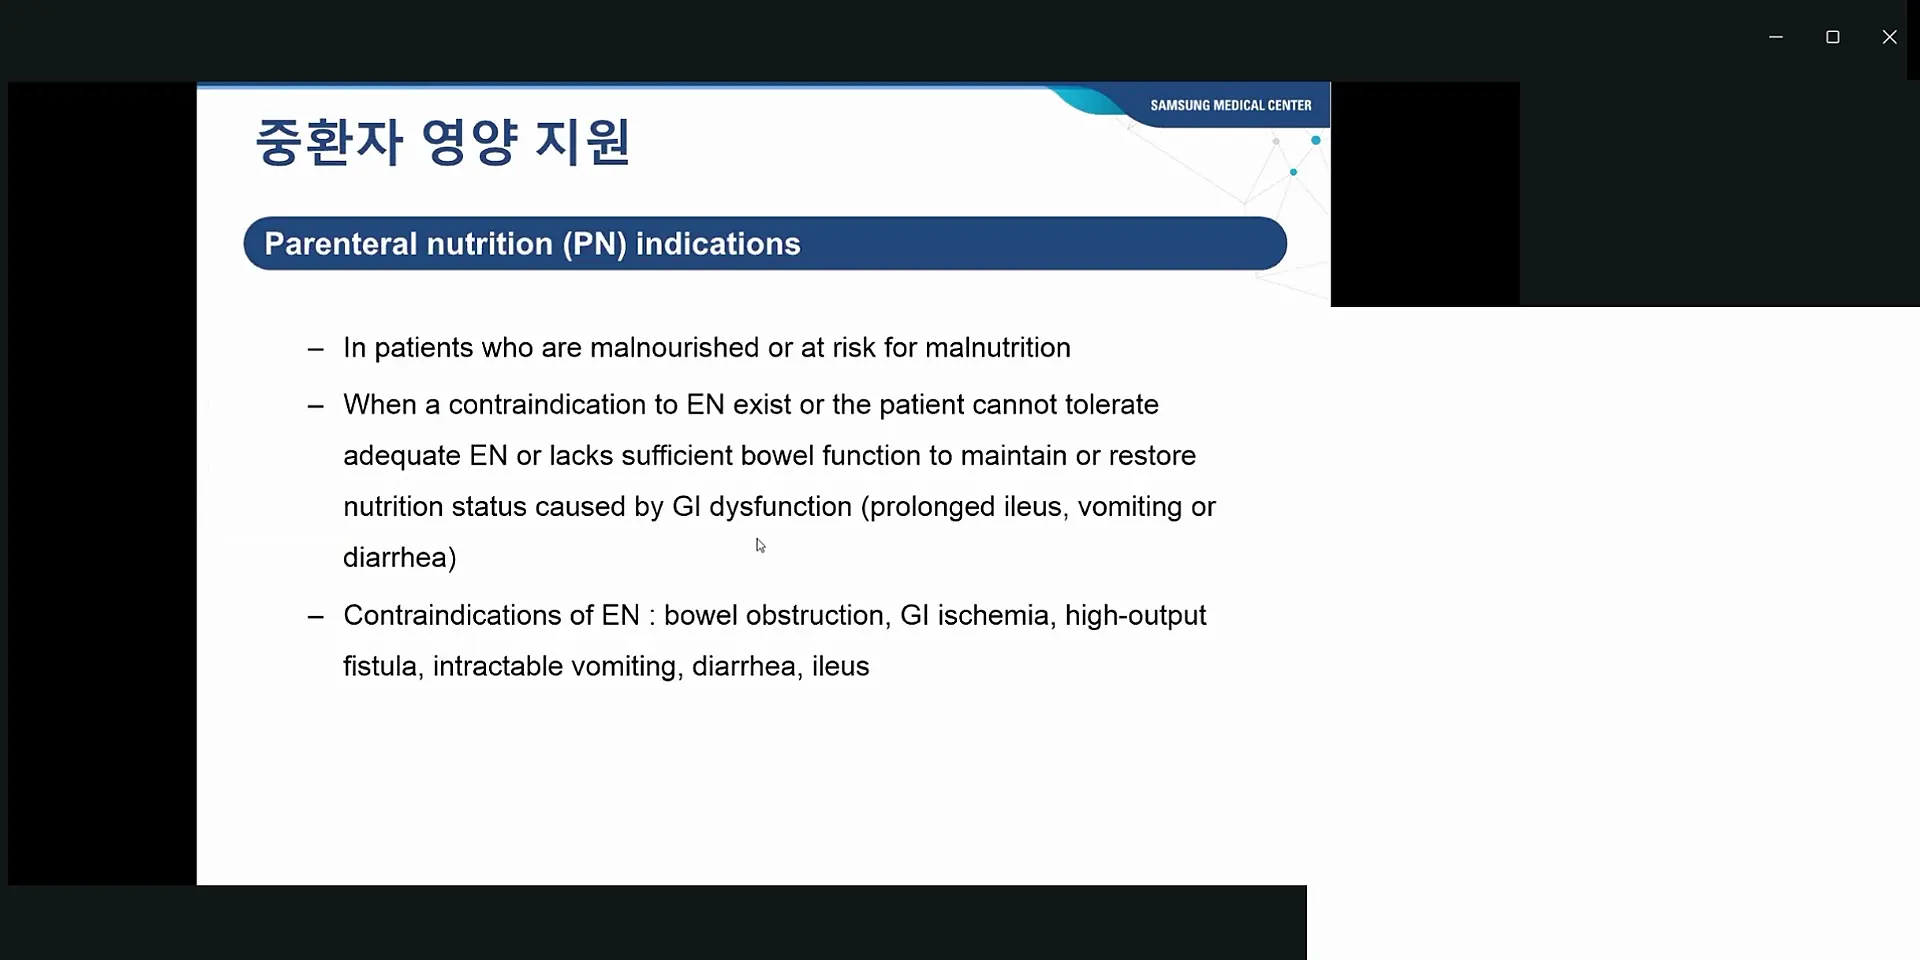 SAMSUNG MEDICAL CENTER
중환자 영양 지원
Parenteral nutrition (PN) indications
– In patients who are malnourished or at risk for malnutrition
– When a contraindication to EN exist or the patient cannot tolerate
adequate EN or lacks sufficient bowel function to maintain or restore
nutrition status caused by GI dysfunction (prolonged ileus, vomiting or
diarrhea)
– Contraindications of EN : bowel obstruction, GI ischemia, high-output
fistula, intractable vomiting, diarrhea, ileus